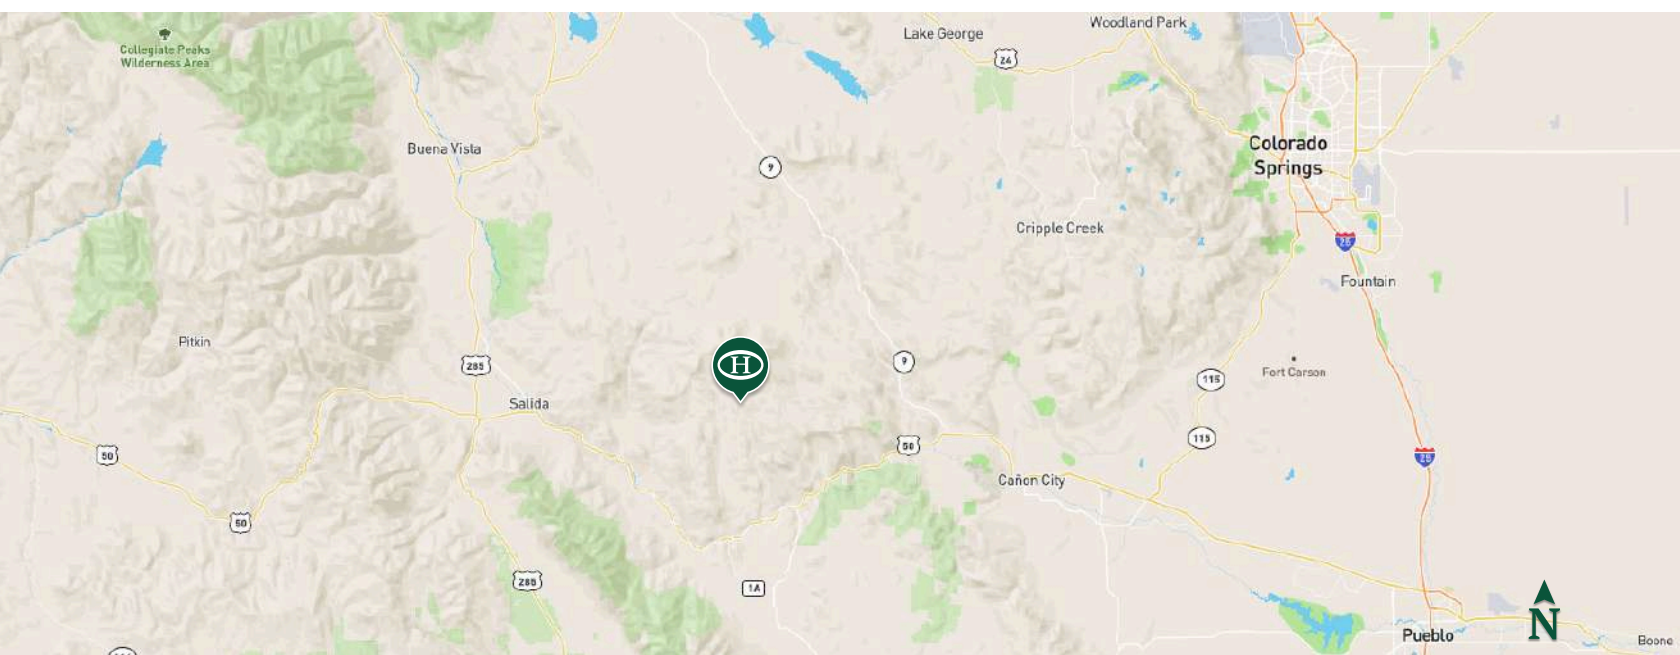 Woodland Park
Lake George
Collegiate Peaks
Wilderness Area
24
Colorado
Springs
Buena Vista
9
Cripple Creek
25
Fountain
Pitkin
285
H
9
Fort Carson
115
Salida
115
50
50
25
Cañon City
50
285
1A
N
Pueblo
Boone